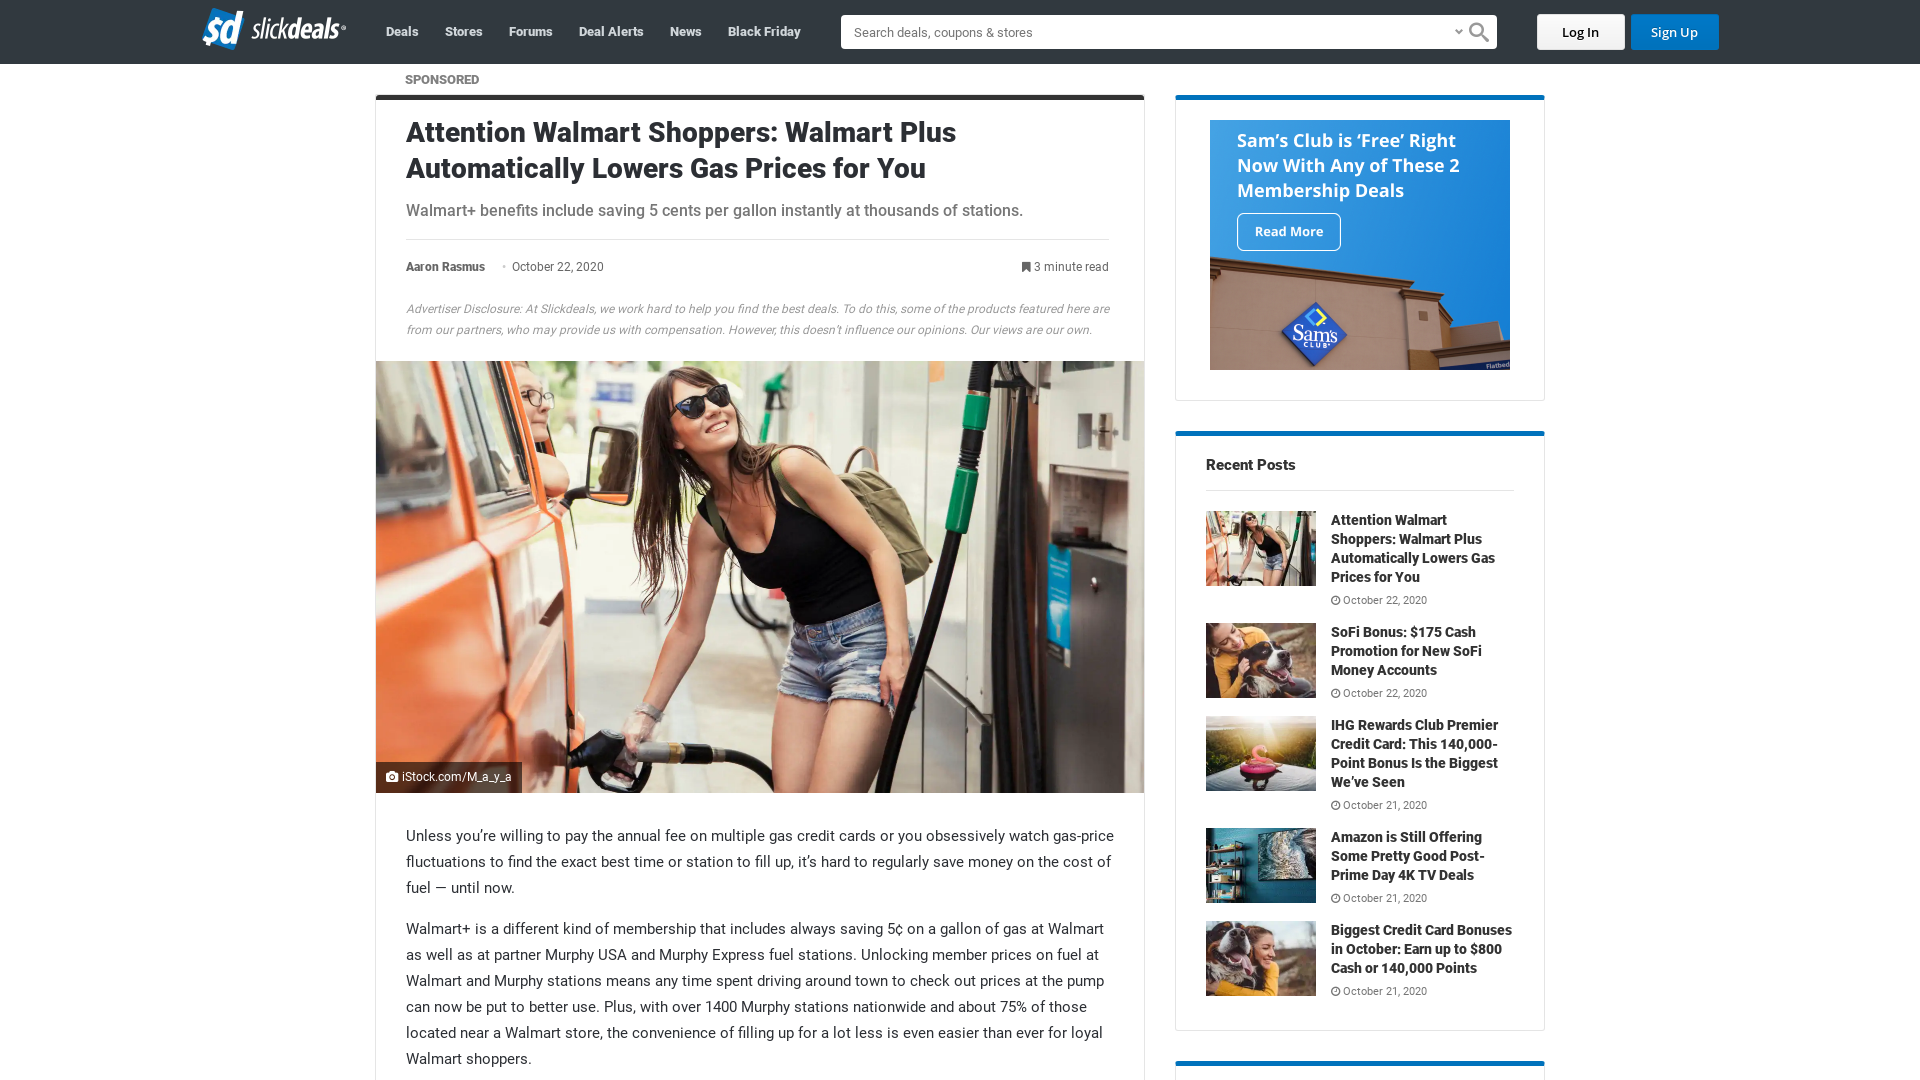 sd slickdeals
Deals
Stores
Forums
Deal Alerts
News
Black Friday
Search deals, coupons & stores
Log In
Sign Up
SPONSORED
Attention Walmart Shoppers: Walmart Plus
Automatically Lowers Gas Prices for You
Walmart+ benefits include saving 5 cents per gallon instantly at thousands of stations.
Aaron Rasmus • October 22, 2020
3 minute read
Advertiser Disclosure: At Slickdeals, we work hard to help you find the best deals. To do this, some of the products featured here are
from our partners, who may provide us with compensation. However, this doesn't influence our opinions. Our views are our own.
iStock.com/M_a_y_a
Unless you’re willing to pay the annual fee on multiple gas credit cards or you obsessively watch gas-price
fluctuations to find the exact best time or station to fill up, it’s hard to regularly save money on the cost of
fuel — until now.
Walmart+ is a different kind of membership that includes always saving 5¢ on a gallon of gas at Walmart
as well as at partner Murphy USA and Murphy Express fuel stations. Unlocking member prices on fuel at
Walmart and Murphy stations means any time spent driving around town to check out prices at the pump
can now be put to better use. Plus, with over 1400 Murphy stations nationwide and about 75% of those
located near a Walmart store, the convenience of filling up for a lot less is even easier than ever for loyal
Walmart shoppers.
Sam’s Club is ‘Free’ Right
Now With Any of These 2
Membership Deals
Read More
Sam's
CLUB
Flatbed
Recent Posts
Attention Walmart
Shoppers: Walmart Plus
Automatically Lowers Gas
Prices for You
October 22, 2020
SoFi Bonus: $175 Cash
Promotion for New SoFi
Money Accounts
October 22, 2020
IHG Rewards Club Premier
Credit Card: This 140,000-
Point Bonus Is the Biggest
We’ve Seen
October 21, 2020
Amazon is Still Offering
Some Pretty Good Post-
Prime Day 4K TV Deals
October 21, 2020
Biggest Credit Card Bonuses
in October: Earn up to $800
Cash or 140,000 Points
October 21, 2020